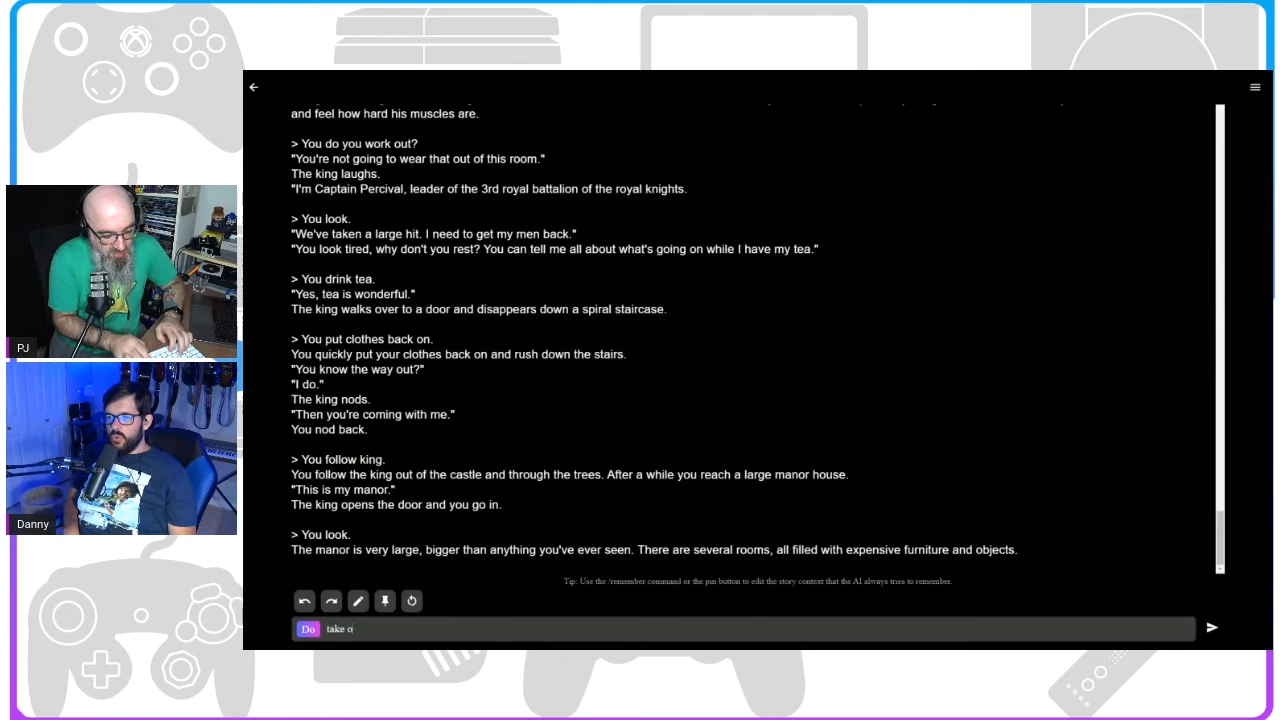 and feel how hard his muscles are.
> You do you work out?
"You're not going to wear that out of this room."
The king laughs.
"I'm Captain Percival, leader of the 3rd royal battalion of the royal knights.
> You look.
"We've taken a large hit. I need to get my men back."
"You look tired, why don't you rest? You can tell me all about what's going on while I have my tea."
> You drink tea.
"Yes, tea is wonderful."
The king walks over to a door and disappears down a spiral staircase.
> You put clothes back on.
You quickly put your clothes back on and rush down the stairs.
"You know the way out?"
"I do."
The king nods.
"Then you're coming with me."
You nod back.
> You follow king.
You follow the king out of the castle and through the trees. After a while you reach a large manor house.
"This is my manor."
The king opens the door and you go in.
> You look.
The manor is very large, bigger than anything you've ever seen. There are several rooms, all filled with expensive furniture and objects.
Tip: Use the /remember command or the pin button to edit the story context that the AI always tries to remember.
Do take o
PJ
Danny